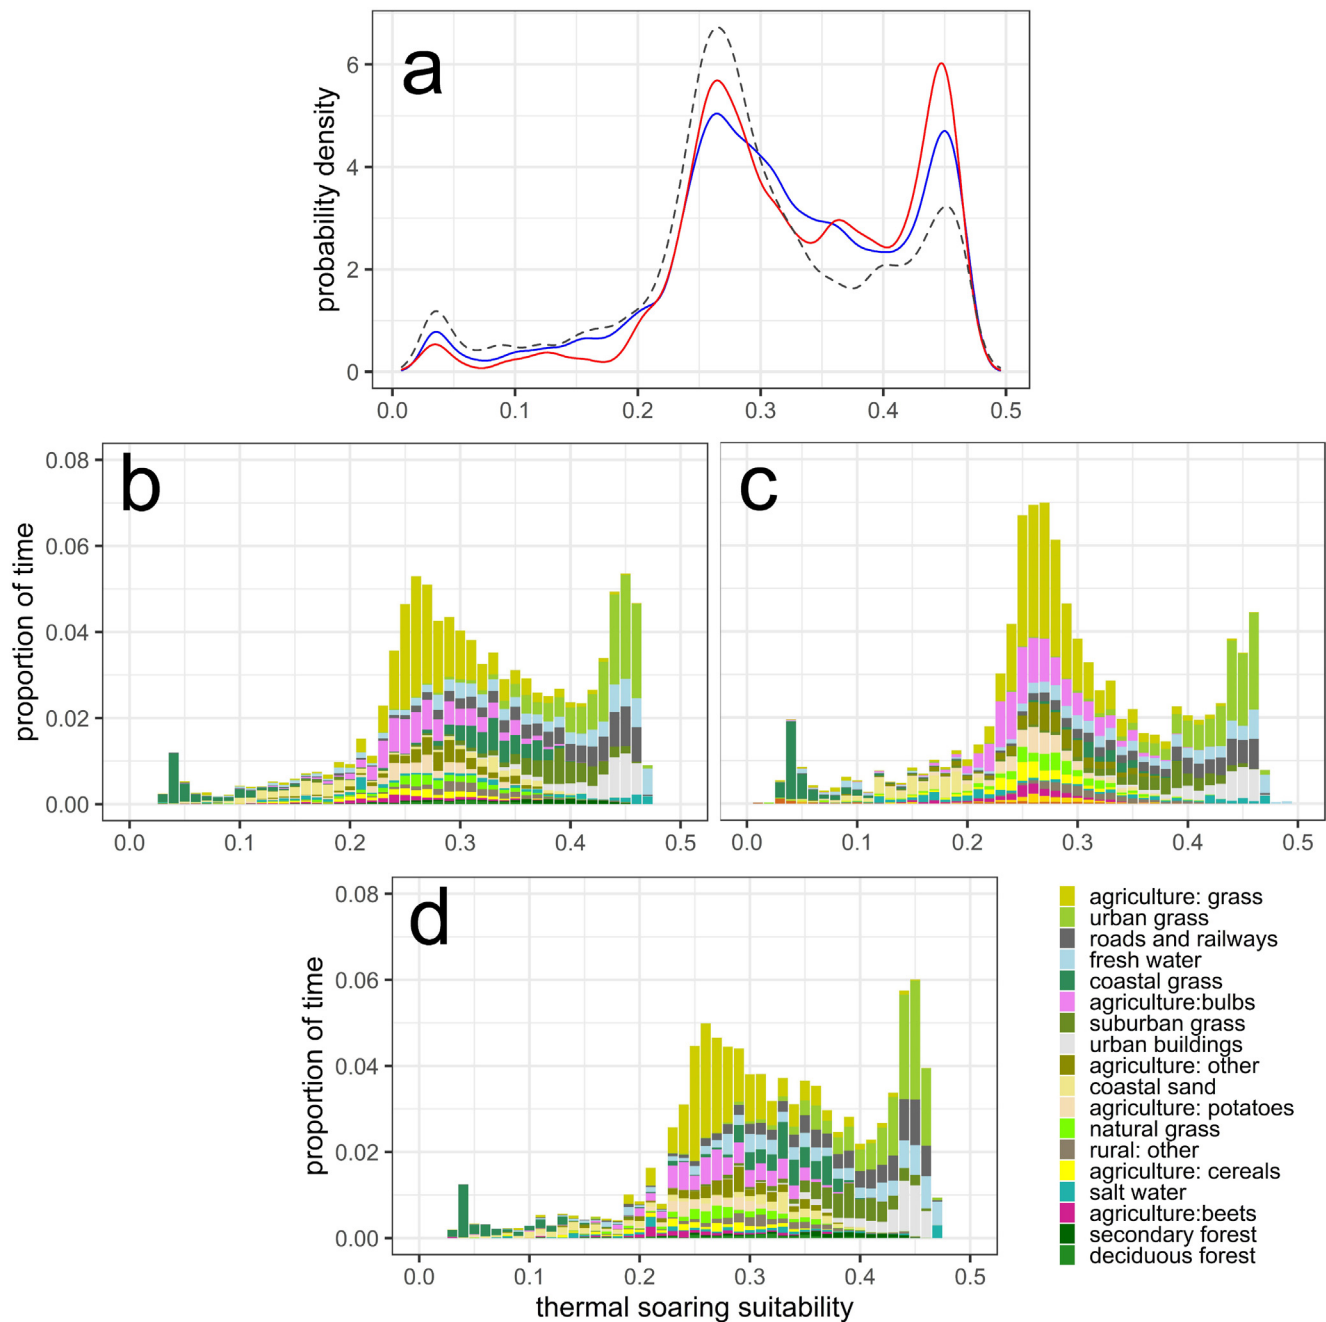 a
probability density
6
4
2
0
0.0 0.1 0.2 0.3 0.4 0.5
b
c
proportion of time
0.08
0.06
0.04
0.02
0.00
0.0 0.1 0.2 0.3 0.4 0.5
0.0 0.1 0.2 0.3 0.4 0.5
d
proportion of time
0.08
0.06
0.04
0.02
0.00
0.0 0.1 0.2 0.3 0.4 0.5
thermal soaring suitability
agriculture: grass
urban grass
roads and railways
fresh water
coastal grass
agriculture:bulbs
suburban grass
urban buildings
agriculture: other
coastal sand
agriculture: potatoes
natural grass
rural: other
agriculture: cereals
salt water
agriculture:beets
secondary forest
deciduous forest